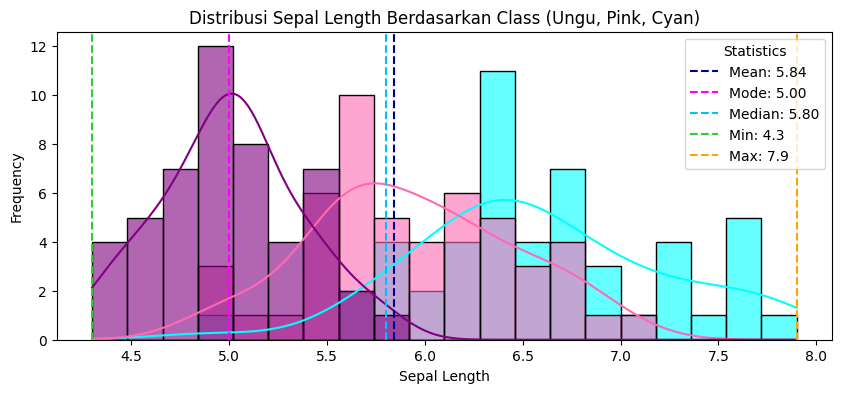 Distribusi Sepal Length Berdasarkan Class (Ungu, Pink, Cyan)
Statistics
Mean: 5.84
Mode: 5.00
Median: 5.80
Min: 4.3
Max: 7.9
Frequency
12
10
8
6
4
2
0
4.5 5.0 5.5 6.0 6.5 7.0 7.5 8.0
Sepal Length